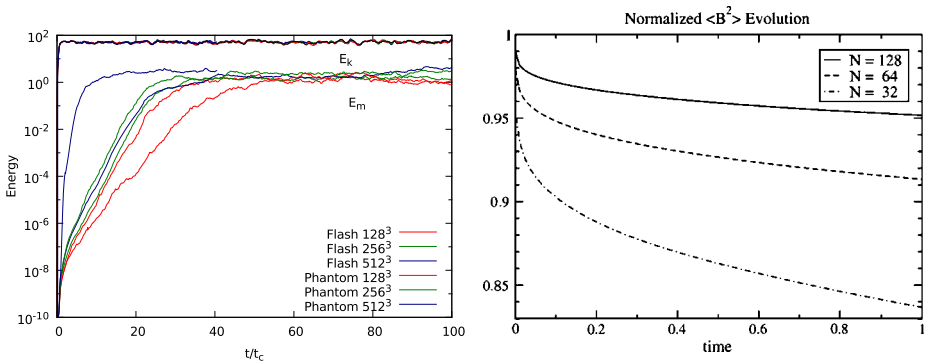 10^2
10^0
10^-2
10^-4
10^-6
10^-8
10^-10
Energy
E_k
E_m
Flash 128^3
Flash 256^3
Flash 512^3
Phantom 128^3
Phantom 256^3
Phantom 512^3
0 20 40 60 80 100
t/t_c
Normalized <B^2> Evolution
1
0.95
0.9
0.85
N = 128
N = 64
N = 32
0 0.2 0.4 0.6 0.8 1
time